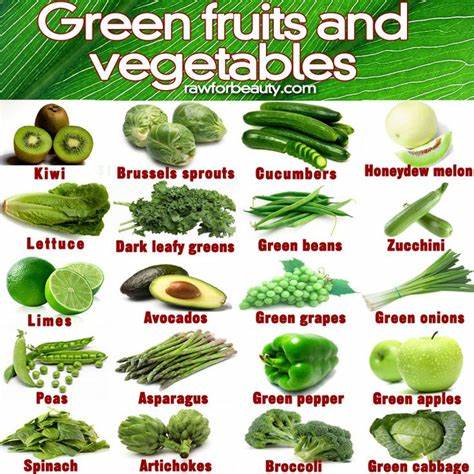 Green fruits and
vegetables
rawforbeauty.com
Kiwi
Brussels sprouts
Cucumbers
Honeydew melon
Lettuce
Dark leafy greens
Green beans
Zucchini
Limes
Avocados
Green grapes
Green onions
Peas
Asparagus
Green pepper
Green apples
Spinach
Artichokes
Broccoli
Green cabbage